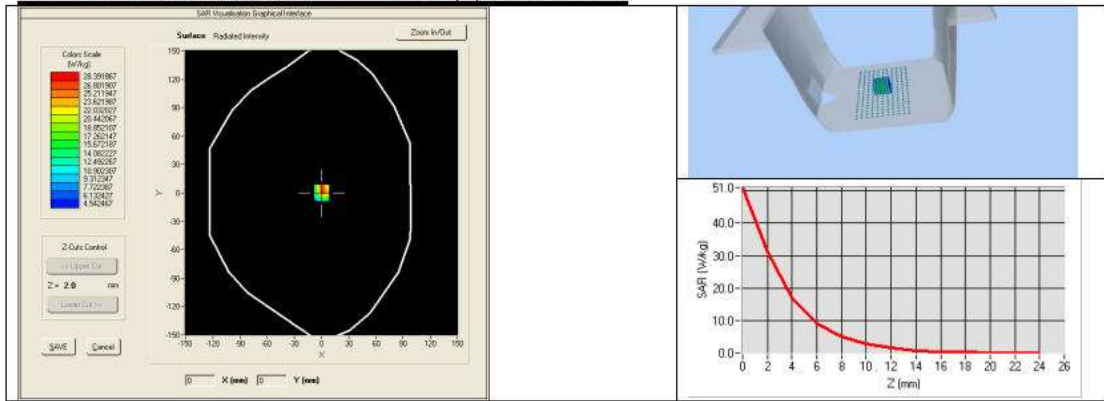 SAR Visualisation Graphical Interface
Surface Radiated Intensity
Zoom In/Out
Colors Scale
(W/kg)
28.391867
26.801907
25.211947
23.621987
22.032027
20.442067
18.852107
17.262147
15.672187
14.082227
12.492267
10.902307
9.312347
7.722387
6.132427
4.542467
Z-Cuts Control
<< Upper Cut
Z = 2.0 mm
Lower Cut >>
SAVE Cancel
150
120
90
60
30
0
-30
-60
-90
-120
-150
Y
-150 -120 -90 -60 -30 0 30 60 90 120 150
X
0 X (mm) 0 Y (mm)
51.0
40.0
30.0
20.0
10.0
0.0
SAR (W/kg)
0 2 4 6 8 10 12 14 16 18 20 22 24 26
Z (mm)